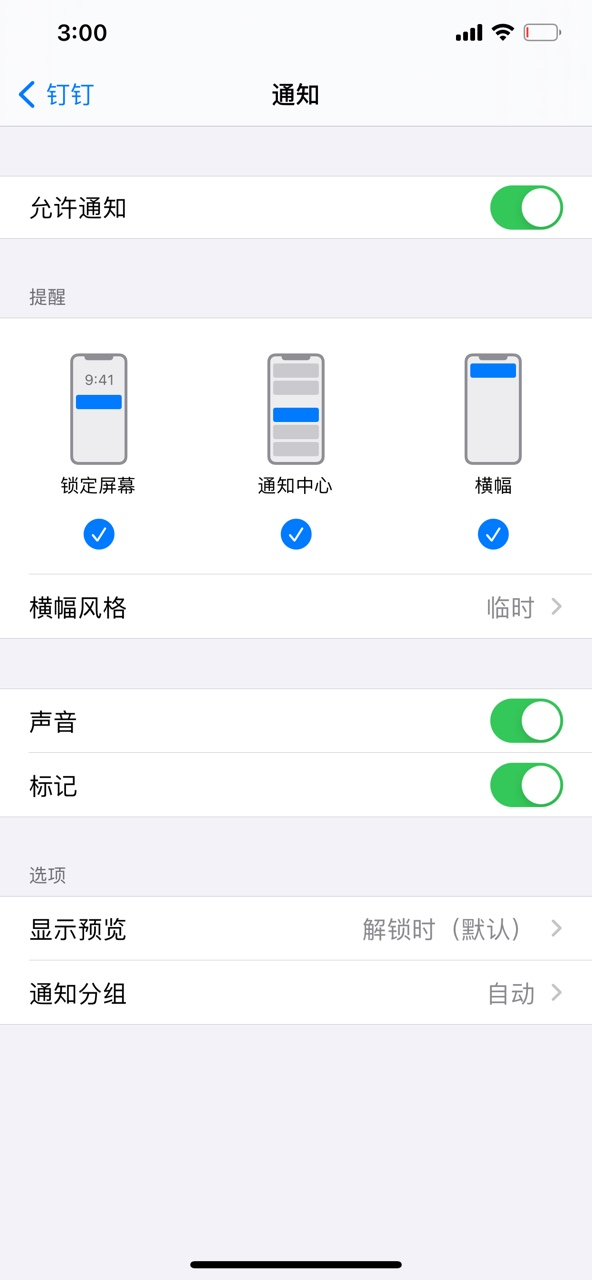 3:00
钉钉 通知
允许通知
提醒
9:41
锁定屏幕 通知中心 横幅
横幅风格 临时
声音
标记
选项
显示预览 解锁时（默认）
通知分组 自动